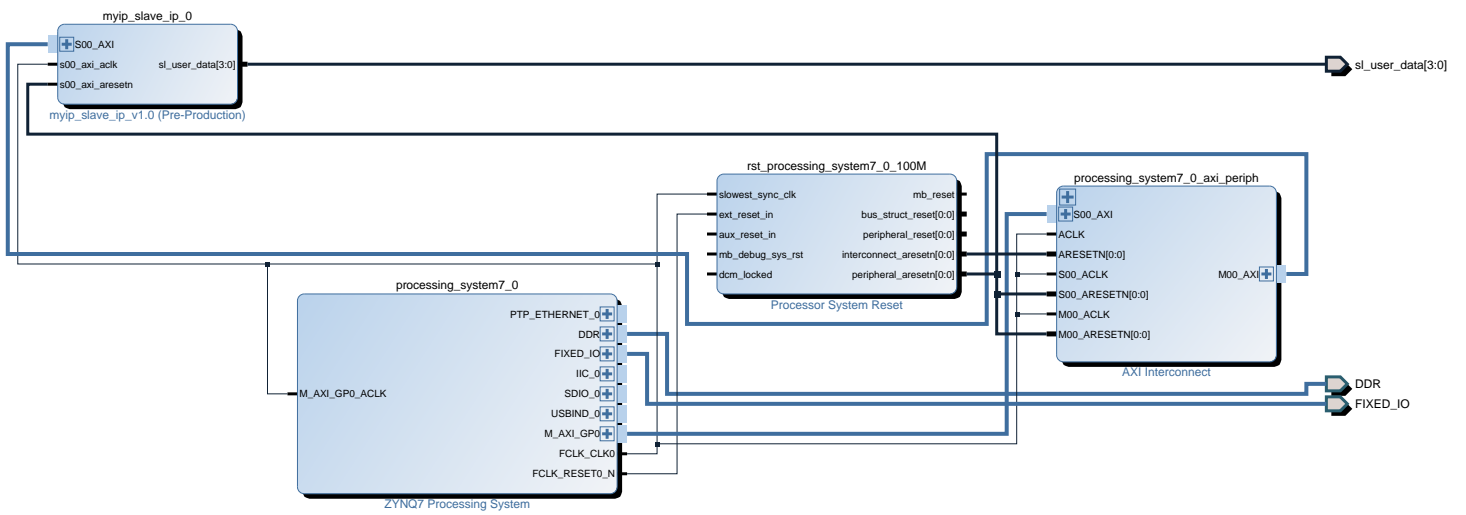 myip_slave_ip_0
S00_AXI
s00_axi_aclk
sl_user_data[3:0]
s00_axi_aresetn
myip_slave_ip_v1.0 (Pre-Production)
sl_user_data[3:0]
rst_processing_system7_0_100M
slowest_sync_clk
mb_reset
ext_reset_in
bus_struct_reset[0:0]
aux_reset_in
peripheral_reset[0:0]
mb_debug_sys_rst
interconnect_aresetn[0:0]
dcm_locked
peripheral_aresetn[0:0]
Processor System Reset
processing_system7_0_axi_periph
S00_AXI
ACLK
ARESETN[0:0]
S00_ACLK
M00_AXI
S00_ARESETN[0:0]
M00_ACLK
M00_ARESETN[0:0]
AXI Interconnect
processing_system7_0
PTP_ETHERNET_0
DDR
FIXED_IO
IIC_0
SDIO_0
M_AXI_GP0_ACLK
USBIND_0
M_AXI_GP0
FCLK_CLK0
FCLK_RESET0_N
ZYNQ7 Processing System
DDR
FIXED_IO